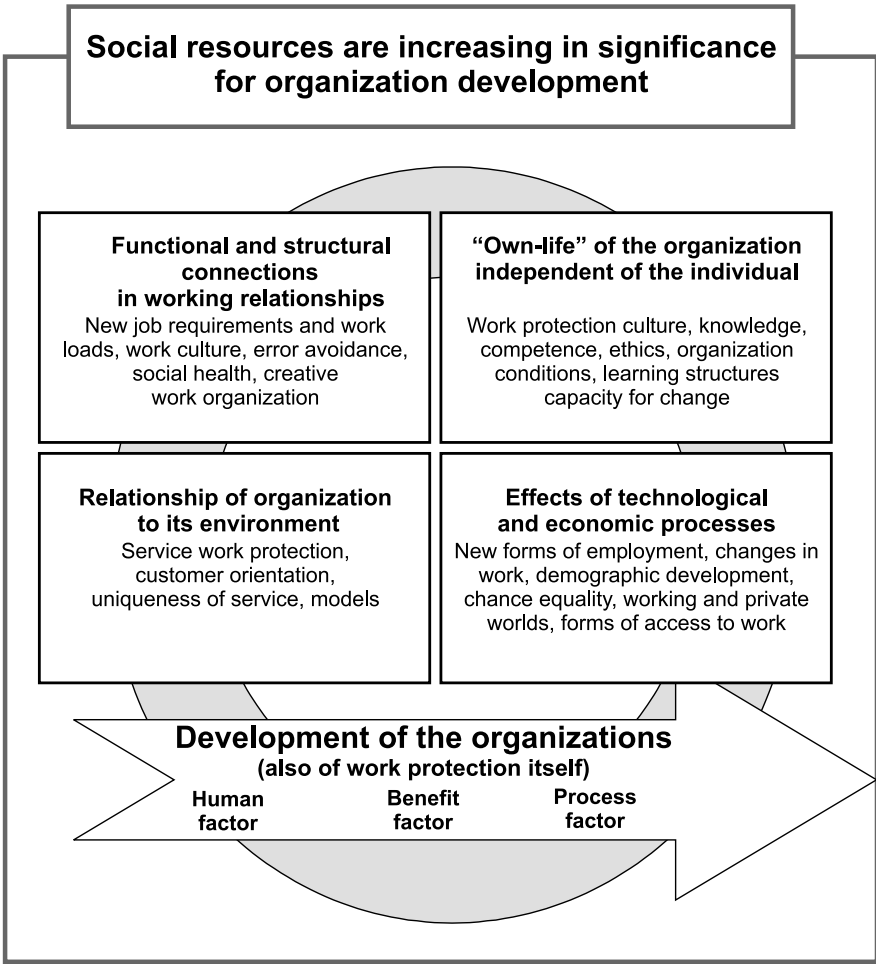 Social resources are increasing in significance
for organization development
Functional and structural
connections
in working relationships
New job requirements and work
loads, work culture, error avoidance,
social health, creative
work organization
“Own-life” of the organization
independent of the individual
Work protection culture, knowledge,
competence, ethics, organization
conditions, learning structures
capacity for change
Relationship of organization
to its environment
Service work protection,
customer orientation,
uniqueness of service, models
Effects of technological
and economic processes
New forms of employment, changes in
work, demographic development,
chance equality, working and private
worlds, forms of access to work
Development of the organizations
(also of work protection itself)
Human
factor
Benefit
factor
Process
factor